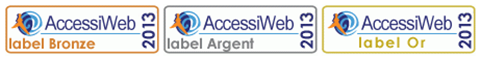 AccessiWeb 2013
label Bronze
AccessiWeb 2013
label Argent
AccessiWeb 2013
label Or